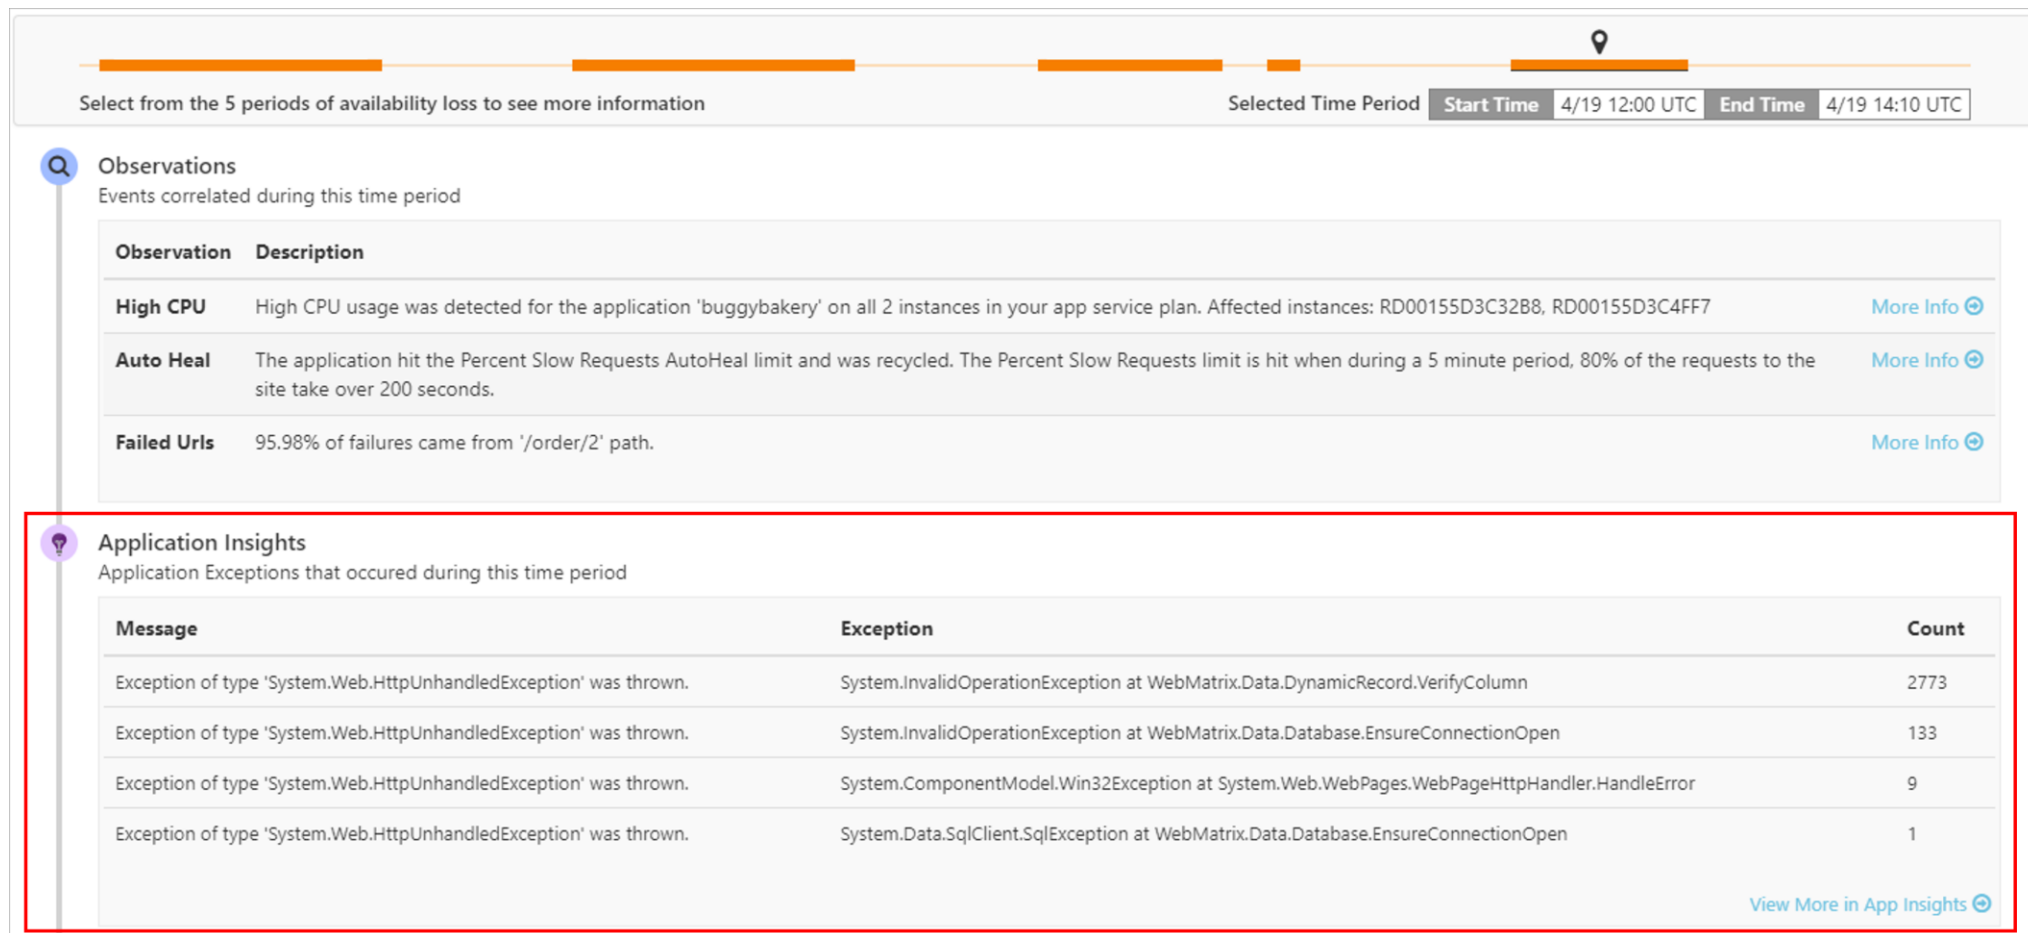 Select from the 5 periods of availability loss to see more information
Selected Time Period Start Time 4/19 12:00 UTC End Time 4/19 14:10 UTC
Observations
Events correlated during this time period
Observation Description
High CPU High CPU usage was detected for the application 'buggybakery' on all 2 instances in your app service plan. Affected instances: RD00155D3C32B8, RD00155D3C4FF7 More Info
Auto Heal The application hit the Percent Slow Requests AutoHeal limit and was recycled. The Percent Slow Requests limit is hit when during a 5 minute period, 80% of the requests to the More Info
site take over 200 seconds.
Failed Urls 95.98% of failures came from '/order/2' path. More Info
Application Insights
Application Exceptions that occured during this time period
Message Exception Count
Exception of type 'System.Web.HttpUnhandledException' was thrown. System.InvalidOperationException at WebMatrix.Data.DynamicRecord.VerifyColumn 2773
Exception of type 'System.Web.HttpUnhandledException' was thrown. System.InvalidOperationException at WebMatrix.Data.Database.EnsureConnectionOpen 133
Exception of type 'System.Web.HttpUnhandledException' was thrown. System.ComponentModel.Win32Exception at System.Web.WebPages.WebPageHttpHandler.HandleError 9
Exception of type 'System.Web.HttpUnhandledException' was thrown. System.Data.SqlClient.SqlException at WebMatrix.Data.Database.EnsureConnectionOpen 1
View More in App Insights